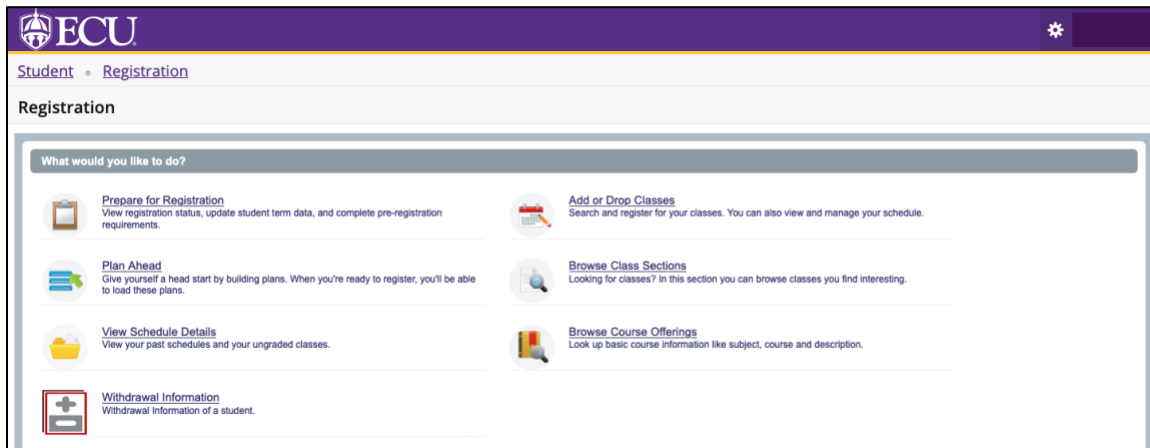 ECU
Student • Registration
Registration
What would you like to do?
Prepare for Registration
View registration status, update student term data, and complete pre-registration
requirements.
Add or Drop Classes
Search and register for your classes. You can also view and manage your schedule.
Plan Ahead
Give yourself a head start by building plans. When you're ready to register, you'll be able
to load these plans.
Browse Class Sections
Looking for classes? In this section you can browse classes you find interesting.
View Schedule Details
View your past schedules and your ungraded classes.
Browse Course Offerings
Look up basic course information like subject, course and description.
Withdrawal Information
Withdrawal Information of a student.